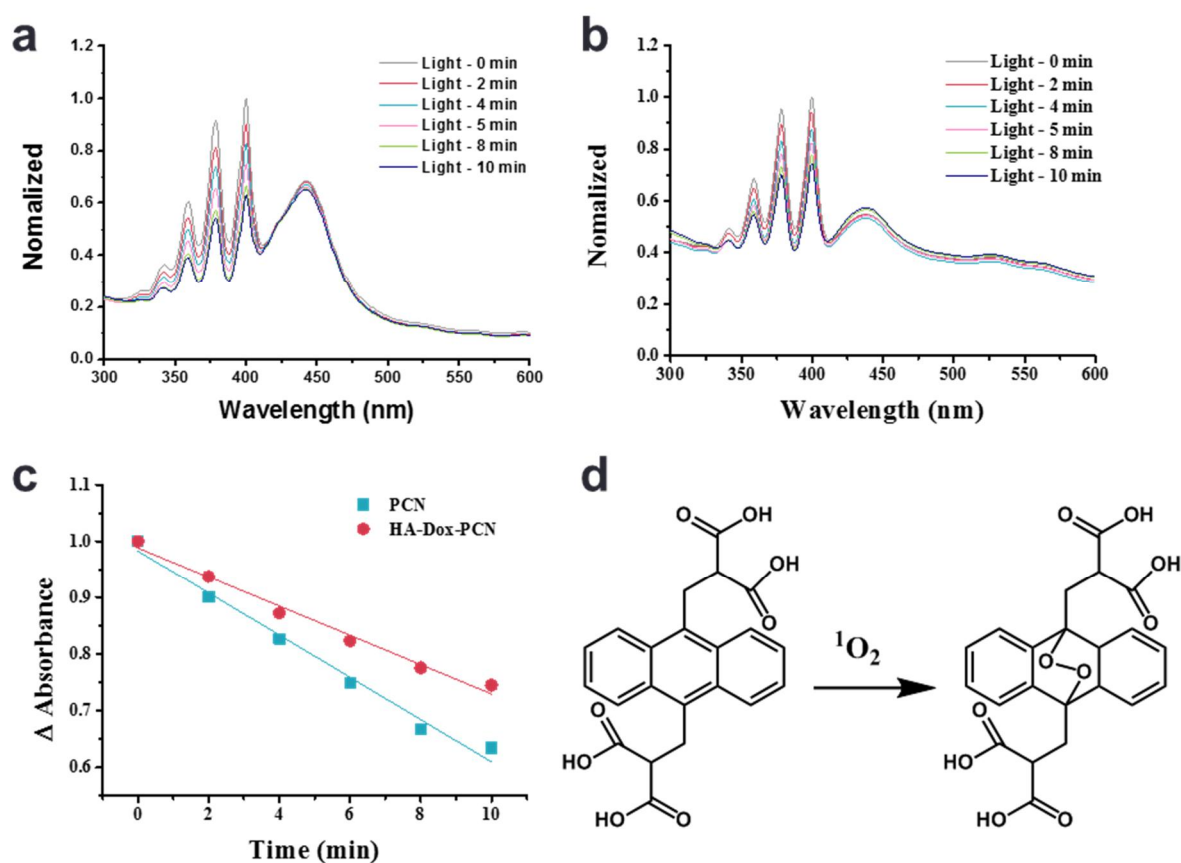 a
1.2
1.0
0.8
0.6
0.4
0.2
0.0
Nomalized
300 350 400 450 500 550 600
Wavelength (nm)
Light - 0 min
Light - 2 min
Light - 4 min
Light - 5 min
Light - 8 min
Light - 10 min
b
1.2
1.0
0.8
0.6
0.4
0.2
0.0
Nomalized
300 350 400 450 500 550 600
Wavelength (nm)
Light - 0 min
Light - 2 min
Light - 4 min
Light - 5 min
Light - 8 min
Light - 10 min
c
1.1
1.0
0.9
0.8
0.7
0.6
Δ Absorbance
0 2 4 6 8 10
Time (min)
PCN
HA-Dox-PCN
d
O OH
OH
O
O
HO
HO O
¹O₂
O OH
OH
O
O O
O
HO
HO O